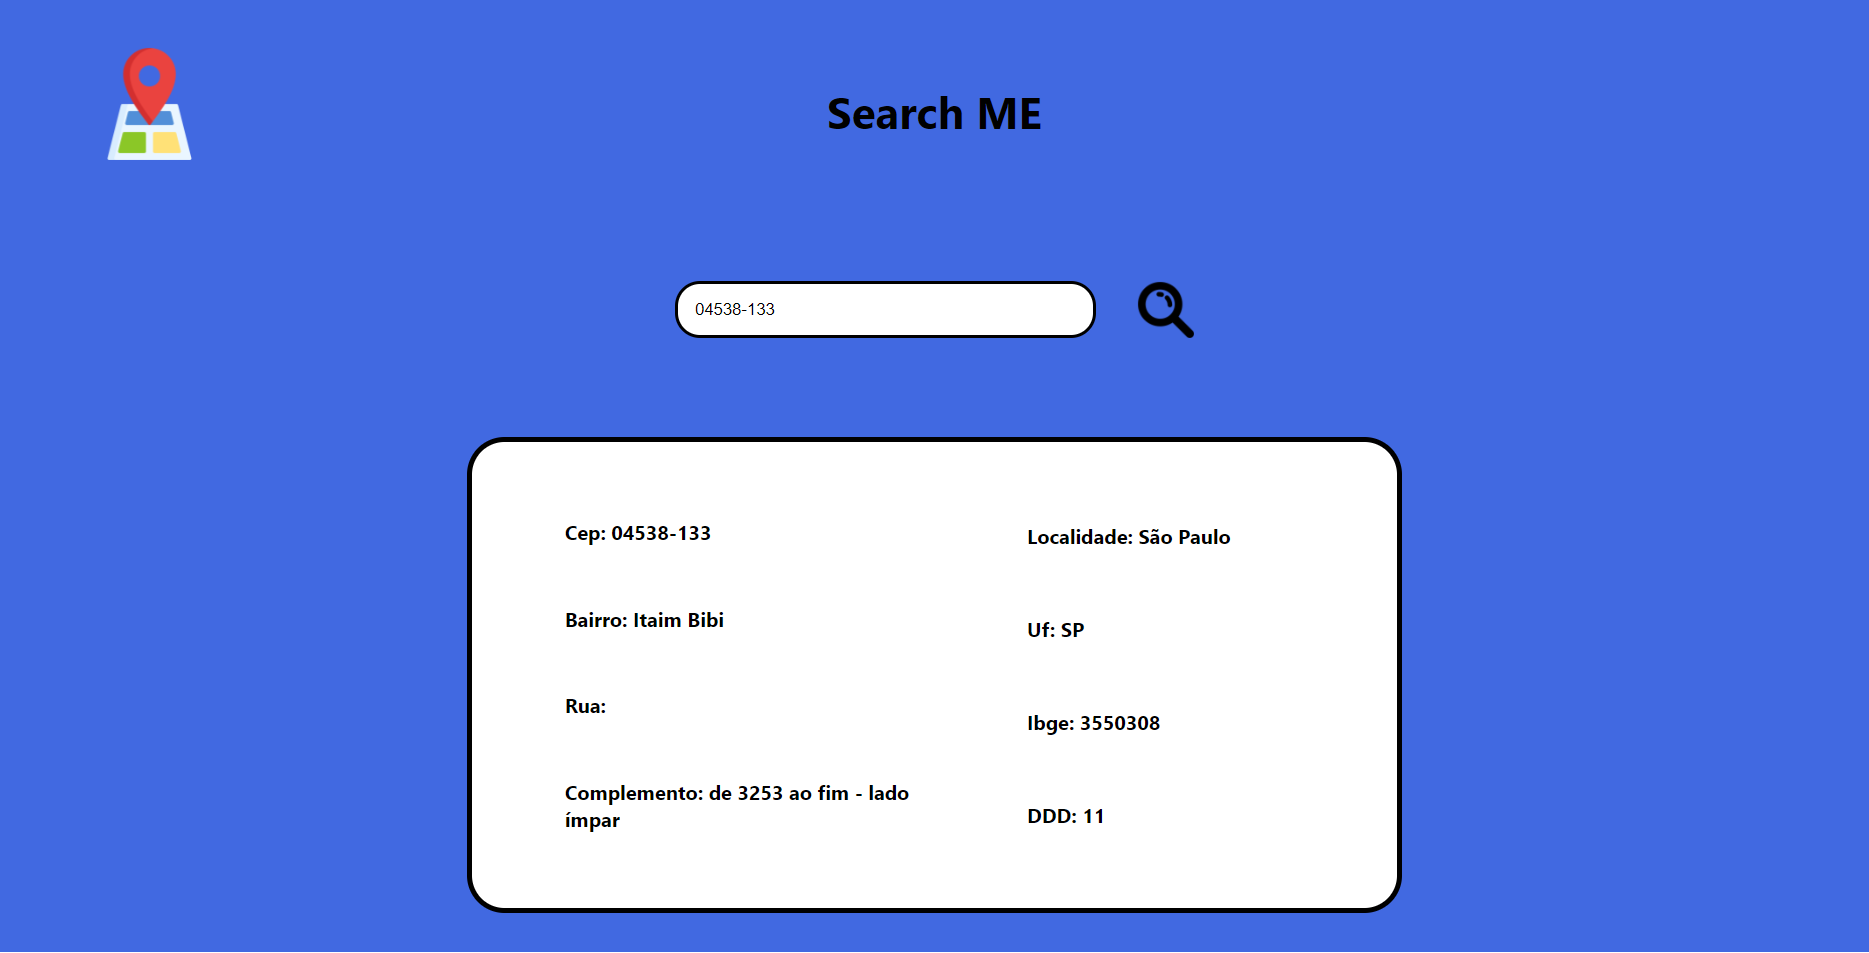 Search ME
04538-133
Cep: 04538-133
Bairro: Itaim Bibi
Rua:
Complemento: de 3253 ao fim - lado
ímpar
Localidade: São Paulo
Uf: SP
Ibge: 3550308
DDD: 11